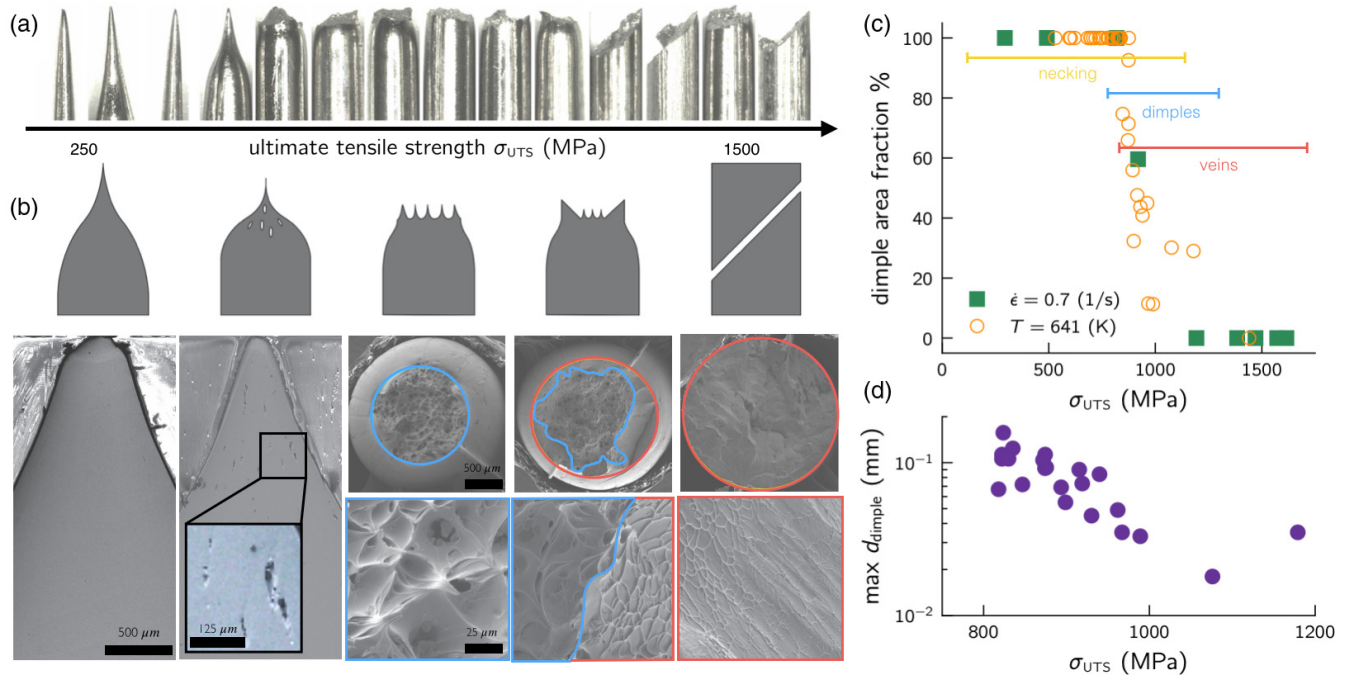 (a)
ultimate tensile strength σUTS (MPa)
250
1500
(b)
500 μm
125 μm
500 μm
25 μm
(c)
dimple area fraction %
100
80
60
40
20
0
necking
dimples
veins
ϵ̇ = 0.7 (1/s)
T = 641 (K)
0
500
1000
1500
σUTS (MPa)
(d)
max ddimple (mm)
10⁻¹
10⁻²
800
1000
1200
σUTS (MPa)